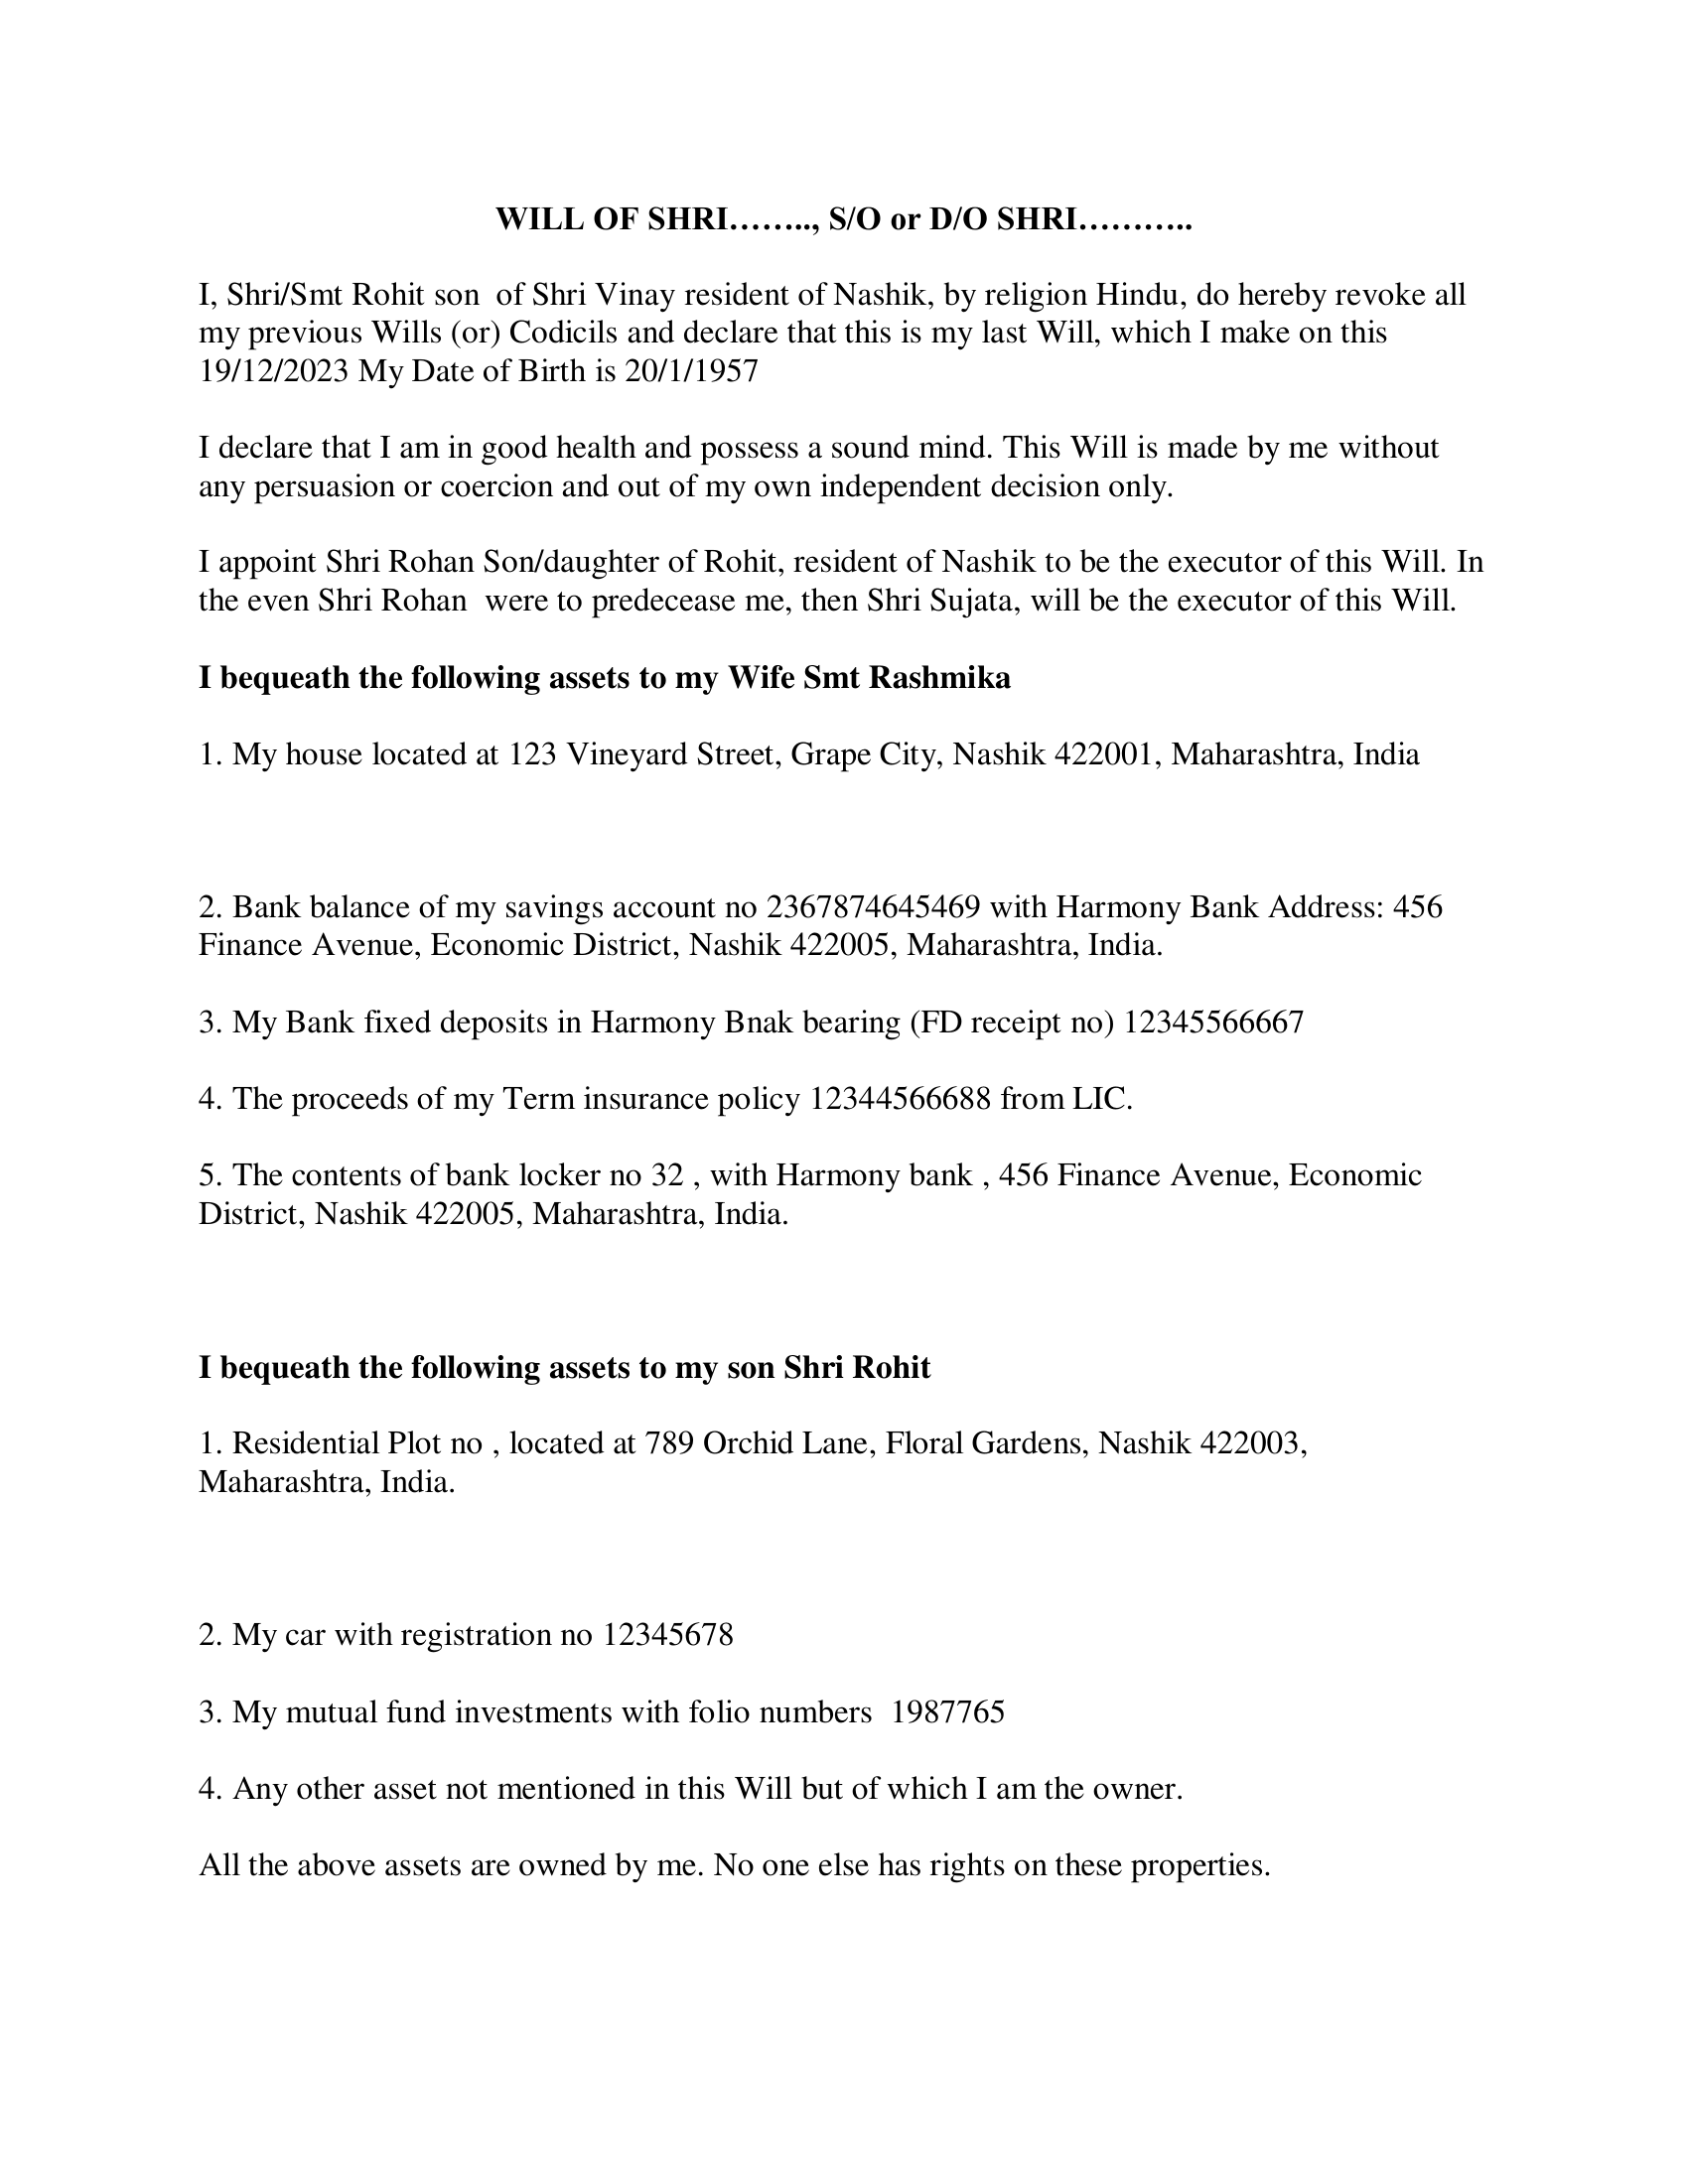 WILL OF SHRI…….., S/O or D/O SHRI………..
I, Shri/Smt Rohit son  of Shri Vinay resident of Nashik, by religion Hindu, do hereby revoke all
my previous Wills (or) Codicils and declare that this is my last Will, which I make on this
19/12/2023 My Date of Birth is 20/1/1957
I declare that I am in good health and possess a sound mind. This Will is made by me without
any persuasion or coercion and out of my own independent decision only.
I appoint Shri Rohan Son/daughter of Rohit, resident of Nashik to be the executor of this Will. In
the even Shri Rohan  were to predecease me, then Shri Sujata, will be the executor of this Will.
I bequeath the following assets to my Wife Smt Rashmika
1. My house located at 123 Vineyard Street, Grape City, Nashik 422001, Maharashtra, India
2. Bank balance of my savings account no 2367874645469 with Harmony Bank Address: 456
Finance Avenue, Economic District, Nashik 422005, Maharashtra, India.
3. My Bank fixed deposits in Harmony Bnak bearing (FD receipt no) 12345566667
4. The proceeds of my Term insurance policy 12344566688 from LIC.
5. The contents of bank locker no 32 , with Harmony bank , 456 Finance Avenue, Economic
District, Nashik 422005, Maharashtra, India.
I bequeath the following assets to my son Shri Rohit
1. Residential Plot no , located at 789 Orchid Lane, Floral Gardens, Nashik 422003,
Maharashtra, India.
2. My car with registration no 12345678
3. My mutual fund investments with folio numbers  1987765
4. Any other asset not mentioned in this Will but of which I am the owner.
All the above assets are owned by me. No one else has rights on these properties.